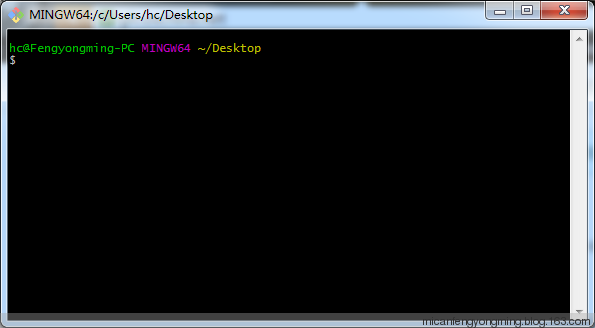 MINGW64:/c/Users/hc/Desktop
hc@Fengyongming-PC MINGW64 ~/Desktop
$